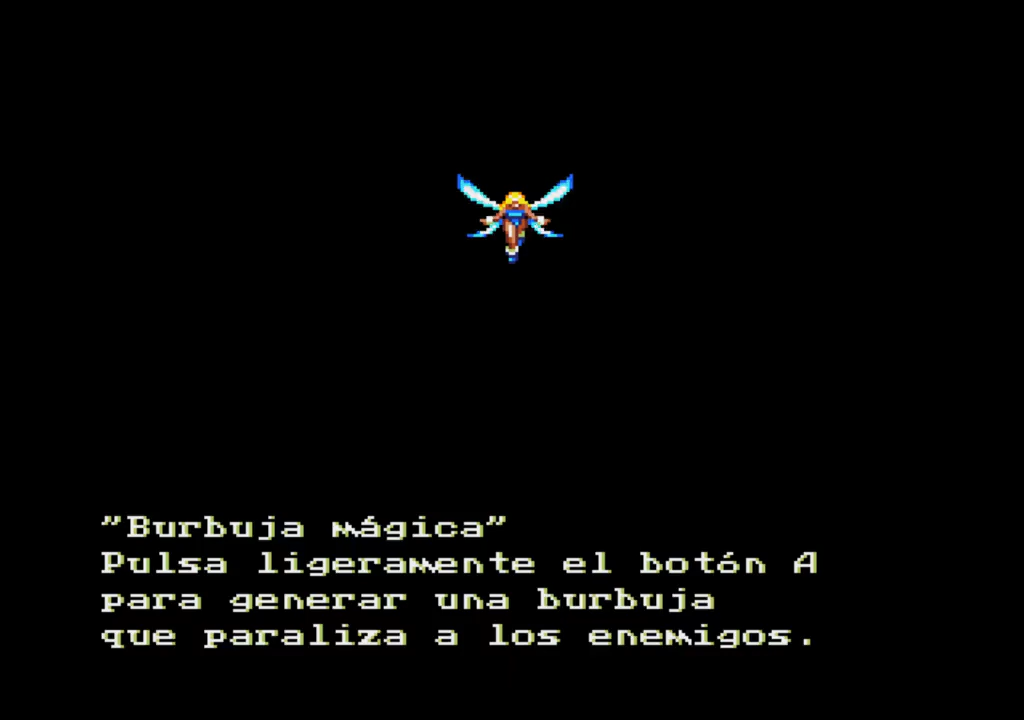 "Burbuja mágica"
Pulsa ligeramente el botón A
para generar una burbuja
que paraliza a los enemigos.